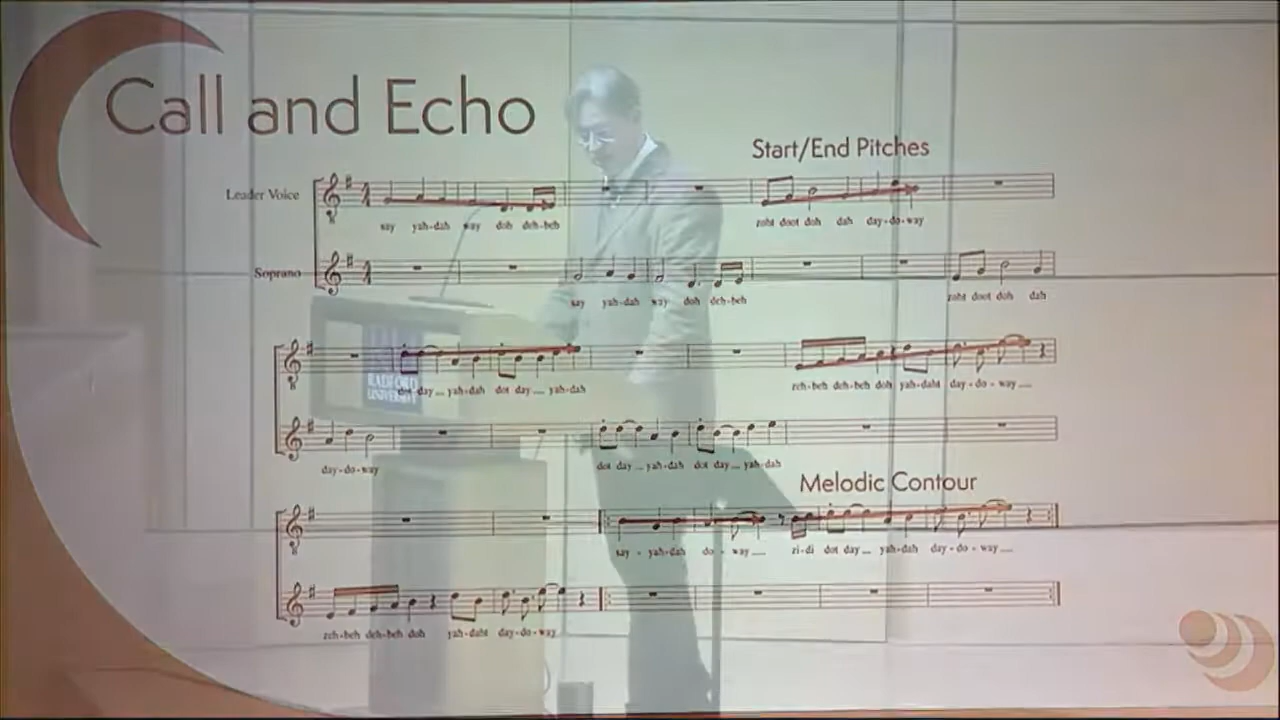 Call and Echo
Start/End Pitches
Leader Voice
say yah-dah way doh deh-beh
zoht doot doh dah day-do-way
Soprano
say yah-dah way doh deh-beh
zoht doot doh dah
dot day yah-dah dot day yah-dah
zeh-beh deh-beh doh yah-daht day-do-way
RADFORD
UNIVERSITY
day-do-way
dot day yah-dah dot day yah-dah
Melodic Contour
say - yah-dah do - way
zi-di dot day yah-dah day-do-way
zeh-beh deh-beh doh yah-daht day-do-way